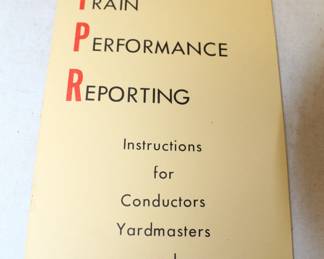 TRAIN
PERFORMANCE
REPORTING
Instructions
for
Conductors
Yardmasters